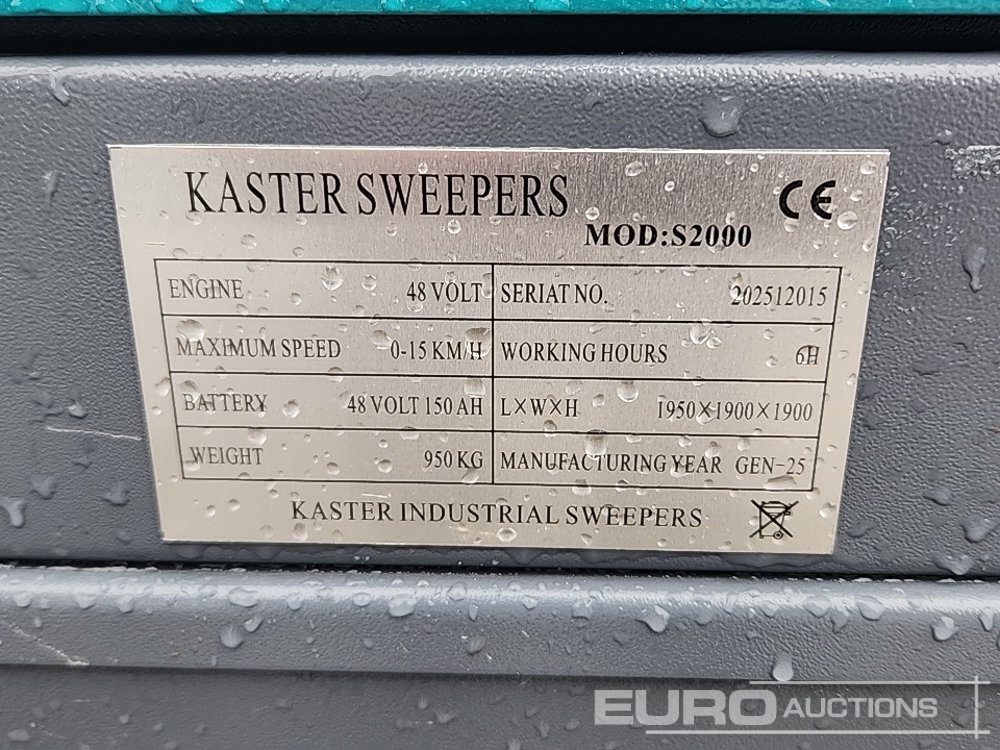 KASTER SWEEPERS
CE
MOD:S2000
ENGINE 48 VOLT SERIAT NO. 202512015
MAXIMUM SPEED 0-15 KM/H WORKING HOURS 6H
BATTERY 48 VOLT 150 AH L×W×H 1950×1900×1900
WEIGHT 950 KG MANUFACTURING YEAR GEN-25
KASTER INDUSTRIAL SWEEPERS
EURO AUCTIONS